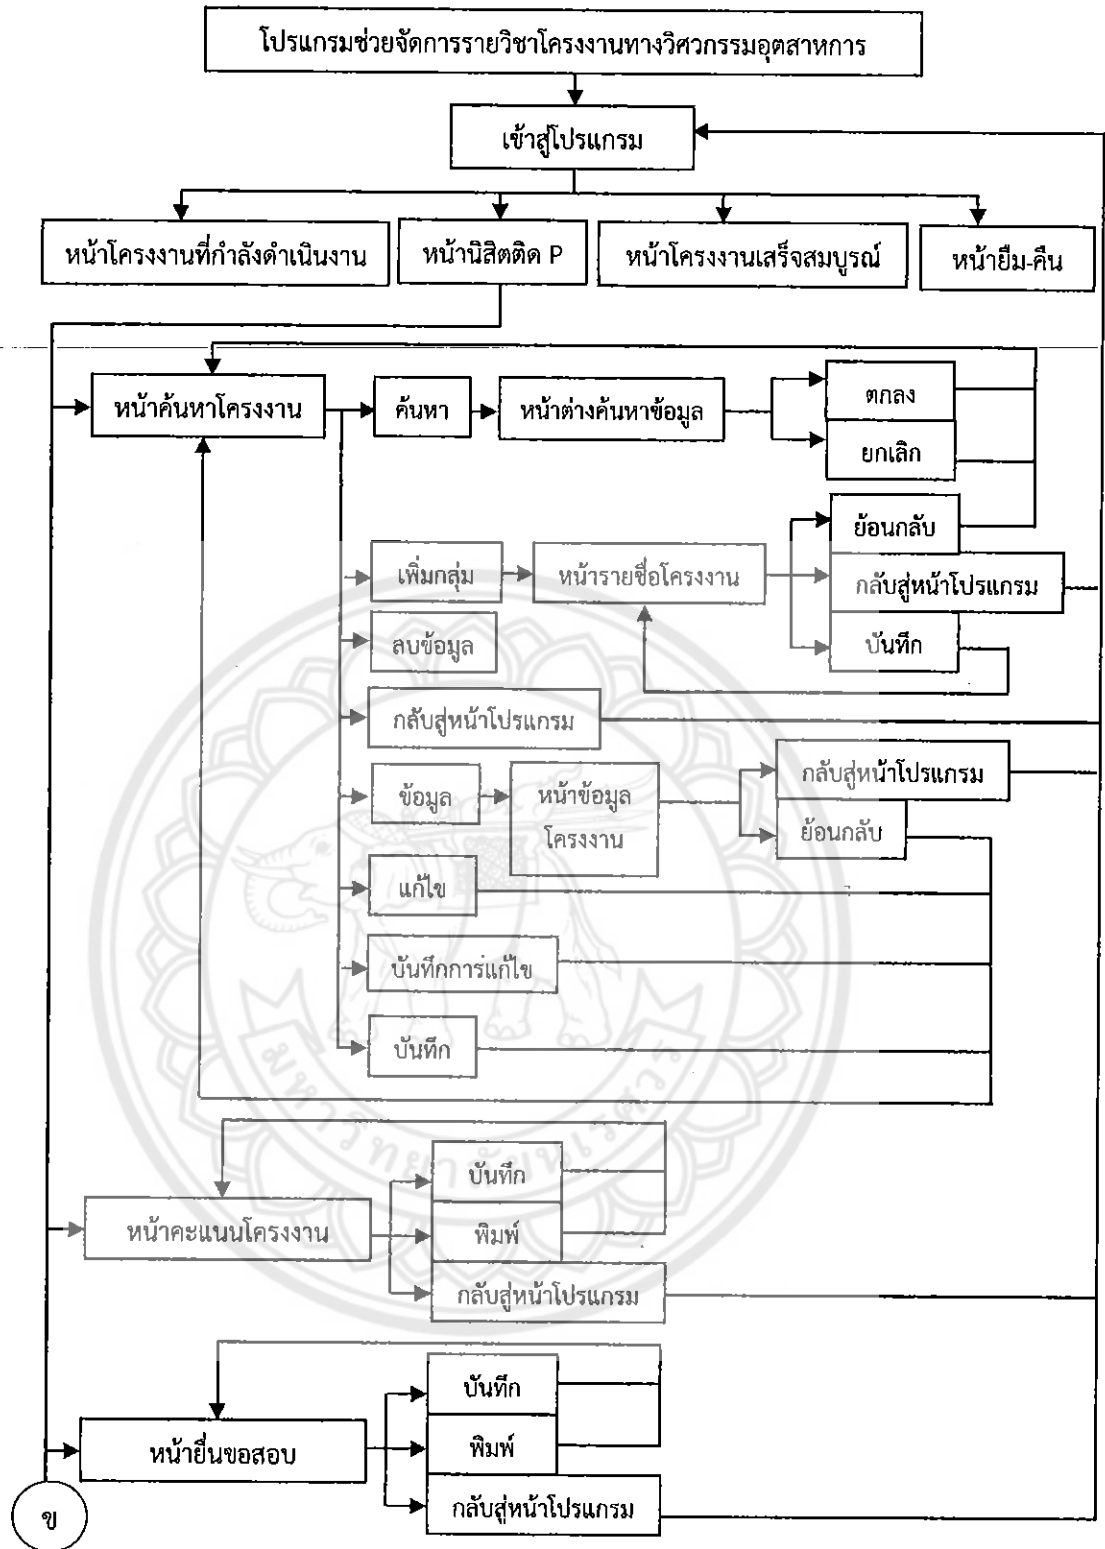 โปรแกรมช่วยจัดการรายวิชาโครงงานทางวิศวกรรมอุตสาหการ
เข้าสู่โปรแกรม
หน้าโครงงานที่กำลังดำเนินงาน
หน้านิสิตติด P
หน้าโครงงานเสร็จสมบูรณ์
หน้ายืม-คืน
หน้าค้นหาโครงงาน
ค้นหา
หน้าต่างค้นหาข้อมูล
ตกลง
ยกเลิก
เพิ่มกลุ่ม
หน้ารายชื่อโครงงาน
ย้อนกลับ
กลับสู่หน้าโปรแกรม
บันทึก
ลบข้อมูล
กลับสู่หน้าโปรแกรม
ข้อมูล
หน้าข้อมูล
โครงงาน
กลับสู่หน้าโปรแกรม
ย้อนกลับ
แก้ไข
บันทึกการแก้ไข
บันทึก
มหาวิทยาลัยนเรศวร
หน้าคะแนนโครงงาน
บันทึก
พิมพ์
กลับสู่หน้าโปรแกรม
หน้ายื่นขอสอบ
บันทึก
พิมพ์
กลับสู่หน้าโปรแกรม
ข